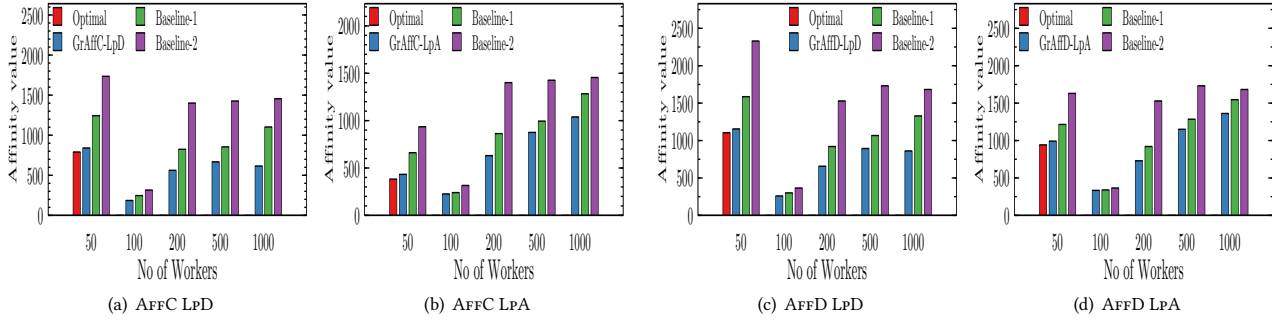 2500
2000
1500
1000
500
0
Affinity value
Optimal
GrAffC-LpD
Baseline-1
Baseline-2
50 100 200 500 1000
No of Workers
(a) AFFC LPD
2000
1500
1000
500
0
Affinity value
Optimal
GrAffC-LpA
Baseline-1
Baseline-2
50 100 200 500 1000
No of Workers
(b) AFFC LPA
2500
2000
1500
1000
500
0
Affinity value
Optimal
GrAffD-LpD
Baseline-1
Baseline-2
50 100 200 500 1000
No of Workers
(c) AFFD LPD
2500
2000
1500
1000
500
0
Affinity value
Optimal
GrAffD-LpA
Baseline-1
Baseline-2
50 100 200 500 1000
No of Workers
(d) AFFD LPA